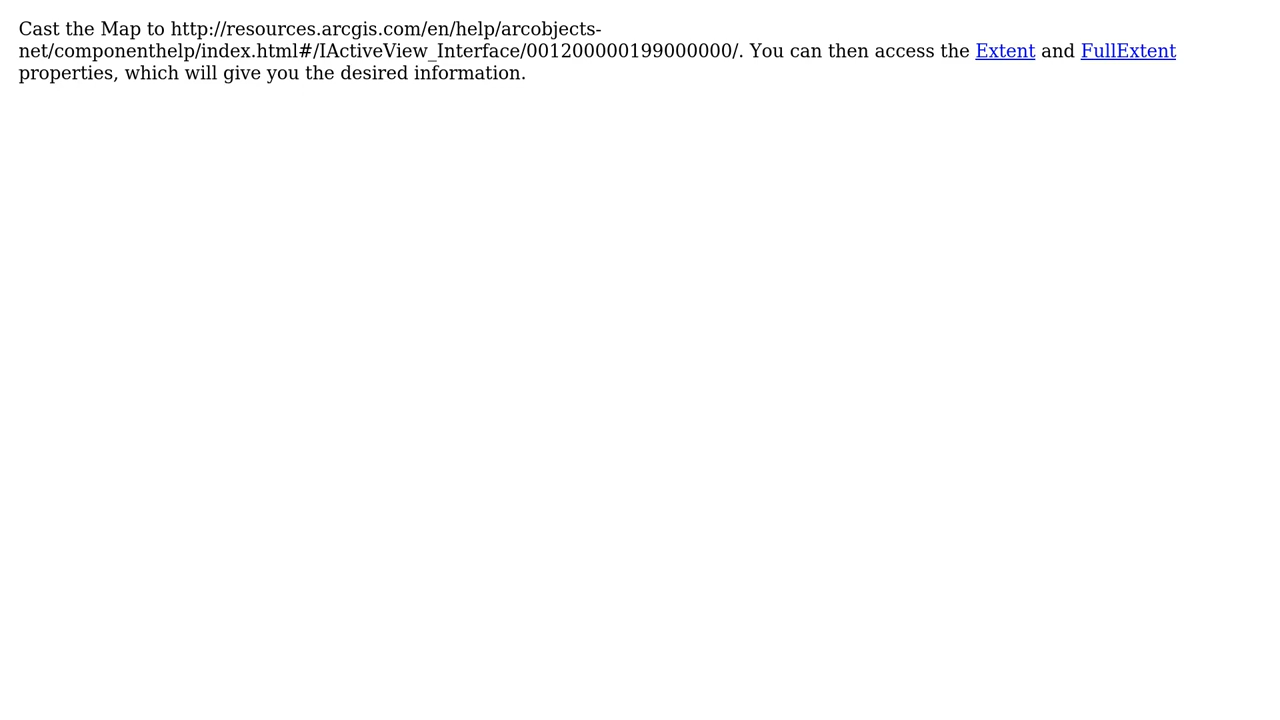 Cast the Map to http://resources.arcgis.com/en/help/arcobjects-
net/componenthelp/index.html#/IActiveView_Interface/001200000199000000/. You can then access the Extent and FullExtent
properties, which will give you the desired information.